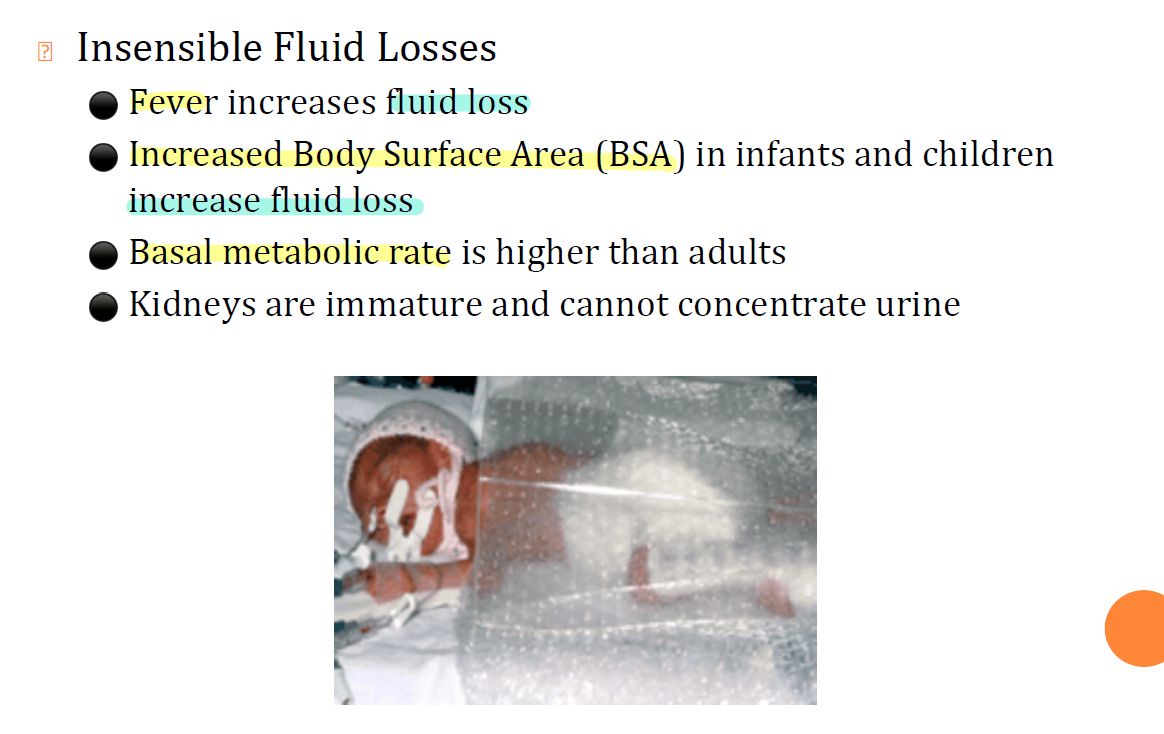 Insensible Fluid Losses
Fever increases fluid loss
Increased Body Surface Area (BSA) in infants and children
increase fluid loss
Basal metabolic rate is higher than adults
Kidneys are immature and cannot concentrate urine